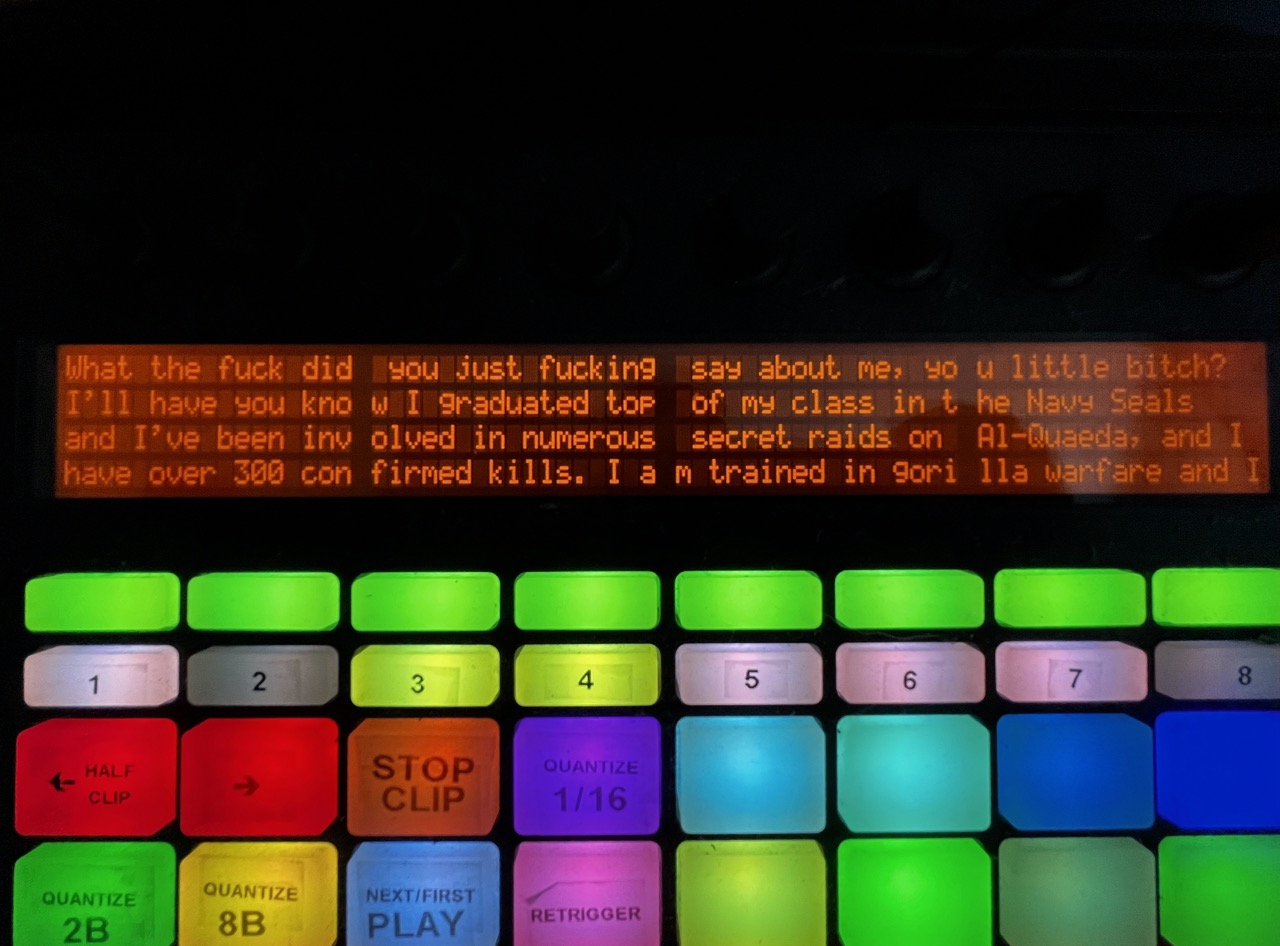 What the fuck did you just fucking say about me, yo u little bitch?
I'll have you kno w I graduated top of my class in t he Navy Seals
and I've been inv olved in numerous secret raids on Al-Quaeda, and I
have over 300 con firmed kills. I a m trained in gori lla warfare and I
1 2 3 4 5 6 7 8
← HALF CLIP
→
STOP CLIP
QUANTIZE 1/16
QUANTIZE 2B
QUANTIZE 8B
NEXT/FIRST PLAY
RETRIGGER